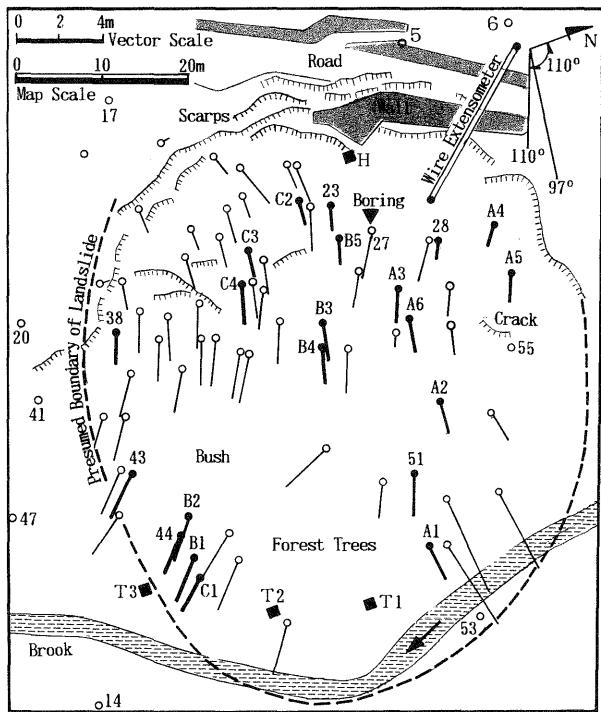 0 2 4m
Vector Scale
0 10 20m
Map Scale
5
6
N
110°
110°
97°
Road
17
Scarps
Wire Extensometer
H
C2
23
Boring
27
28
A4
C3
B5
C4
A3
A5
38
B3
A6
Crack
20
B4
55
41
A2
Presumed Boundary of Landslide
Bush
43
51
47
B2
44
B1
Forest Trees
A1
C1
T3
T2
T1
53
Brook
14